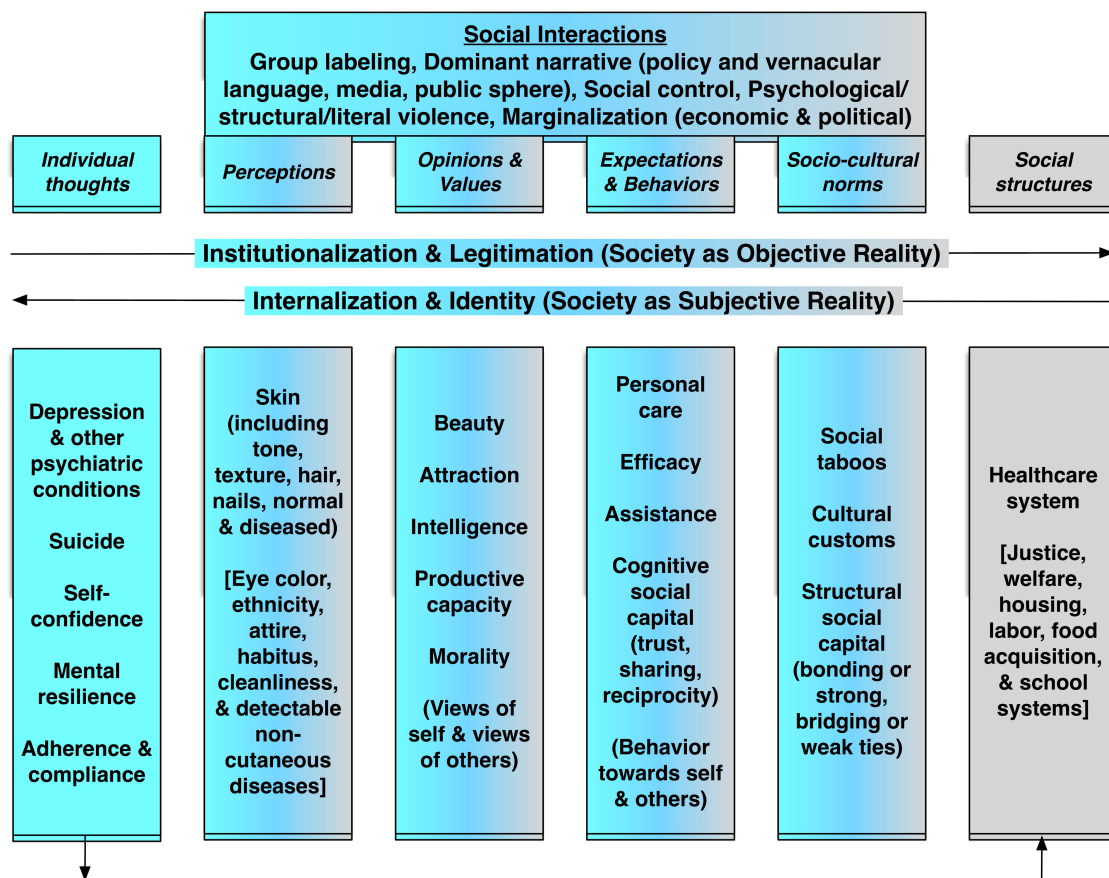 Social Interactions
Group labeling, Dominant narrative (policy and vernacular
language, media, public sphere), Social control, Psychological/
structural/literal violence, Marginalization (economic & political)
Individual
thoughts
Perceptions
Opinions &
Values
Expectations
& Behaviors
Socio-cultural
norms
Social
structures
Institutionalization & Legitimation (Society as Objective Reality)
Internalization & Identity (Society as Subjective Reality)
Depression
& other
psychiatric
conditions
Suicide
Self-
confidence
Mental
resilience
Adherence &
compliance
Skin
(including
tone,
texture, hair,
nails, normal
& diseased)
[Eye color,
ethnicity,
attire,
habitus,
cleanliness,
& detectable
non-
cutaneous
diseases]
Beauty
Attraction
Intelligence
Productive
capacity
Morality
(Views of
self & views
of others)
Personal
care
Efficacy
Assistance
Cognitive
social
capital
(trust,
sharing,
reciprocity)
(Behavior
towards self
& others)
Social
taboos
Cultural
customs
Structural
social
capital
(bonding or
strong,
bridging or
weak ties)
Healthcare
system
[Justice,
welfare,
housing,
labor, food
acquisition,
& school
systems]